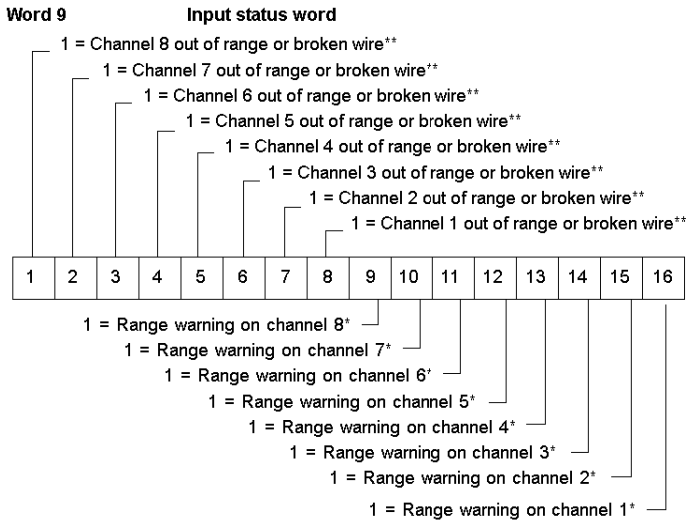 Word 9 Input status word
1 = Channel 8 out of range or broken wire**
1 = Channel 7 out of range or broken wire**
1 = Channel 6 out of range or broken wire**
1 = Channel 5 out of range or broken wire**
1 = Channel 4 out of range or broken wire**
1 = Channel 3 out of range or broken wire**
1 = Channel 2 out of range or broken wire**
1 = Channel 1 out of range or broken wire**
1 2 3 4 5 6 7 8 9 10 11 12 13 14 15 16
1 = Range warning on channel 8*
1 = Range warning on channel 7*
1 = Range warning on channel 6*
1 = Range warning on channel 5*
1 = Range warning on channel 4*
1 = Range warning on channel 3*
1 = Range warning on channel 2*
1 = Range warning on channel 1*